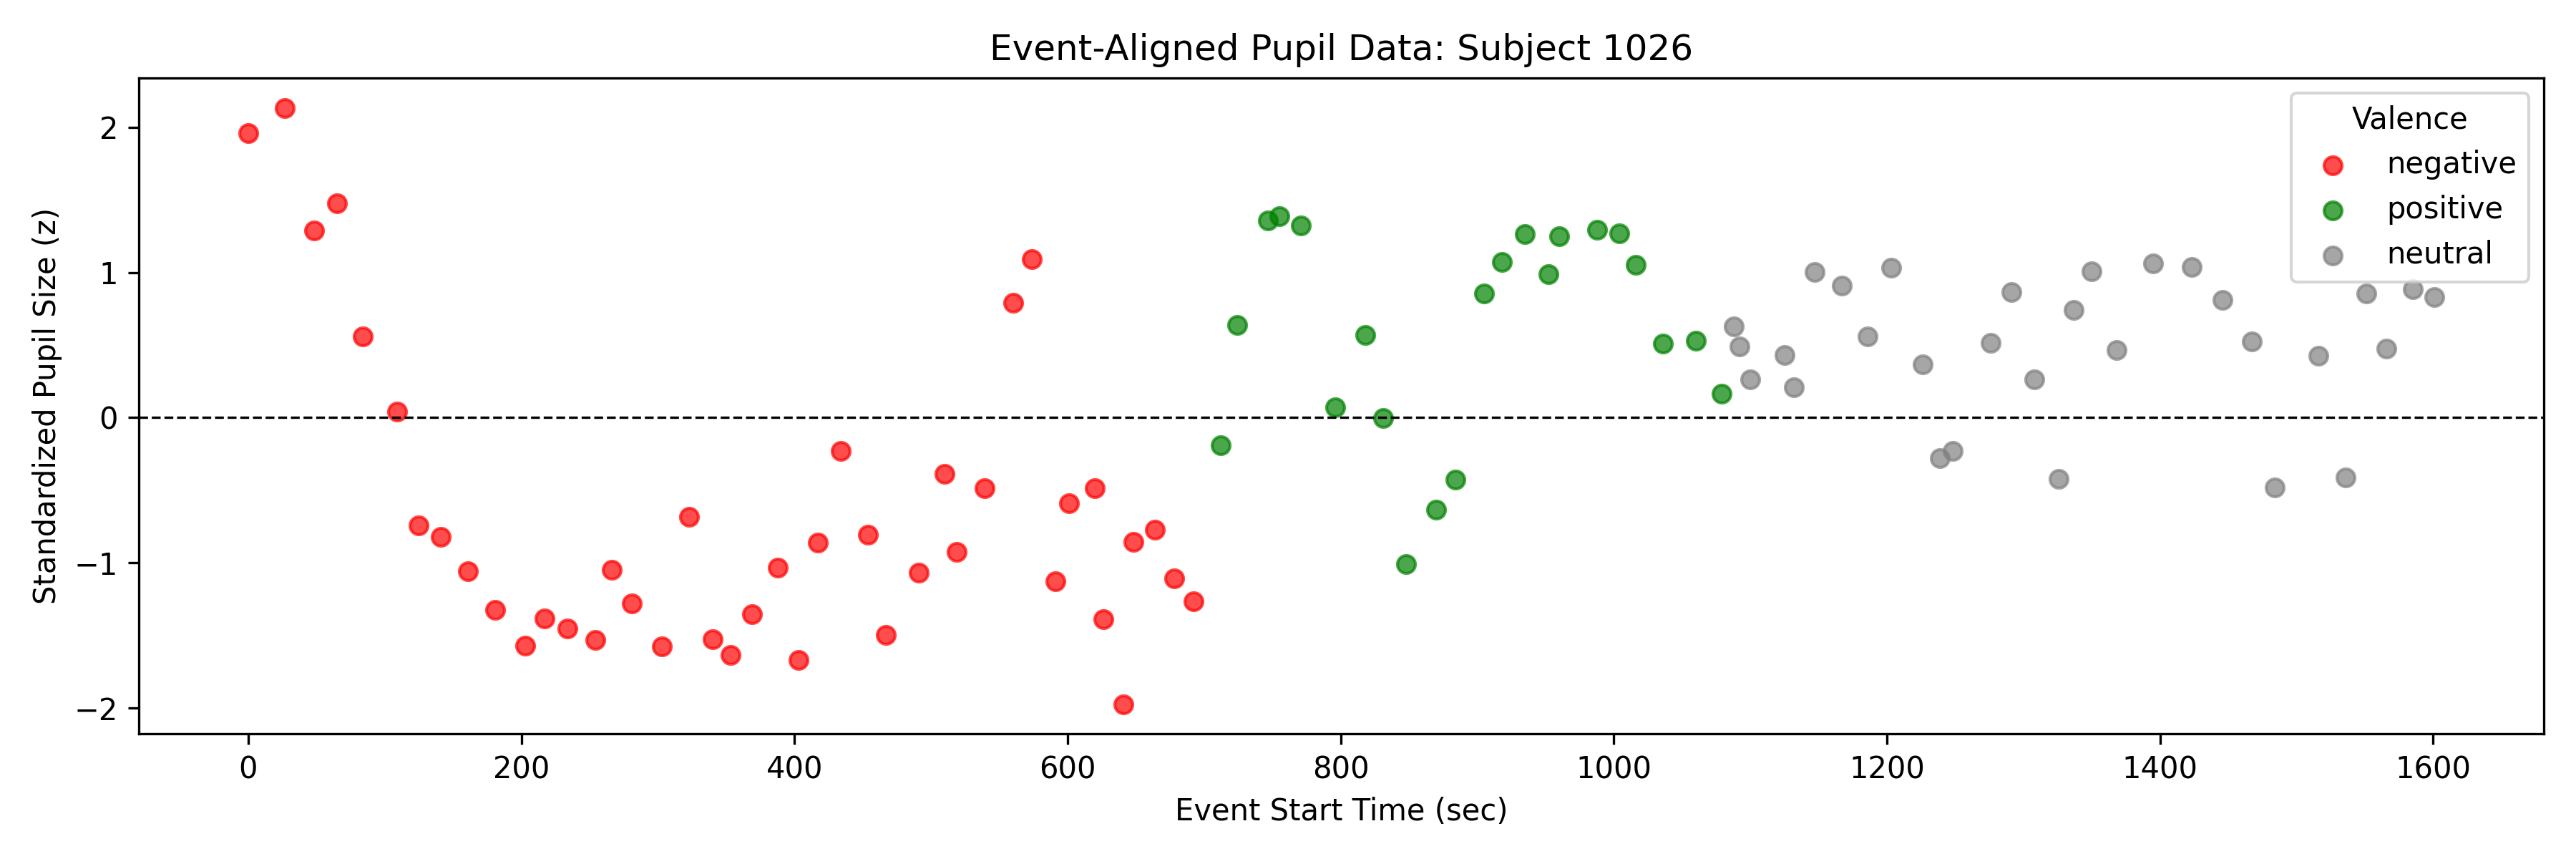 Event-Aligned Pupil Data: Subject 1026
Standardized Pupil Size (z)
2
1
0
−1
−2
Valence
negative
positive
neutral
0 200 400 600 800 1000 1200 1400 1600
Event Start Time (sec)